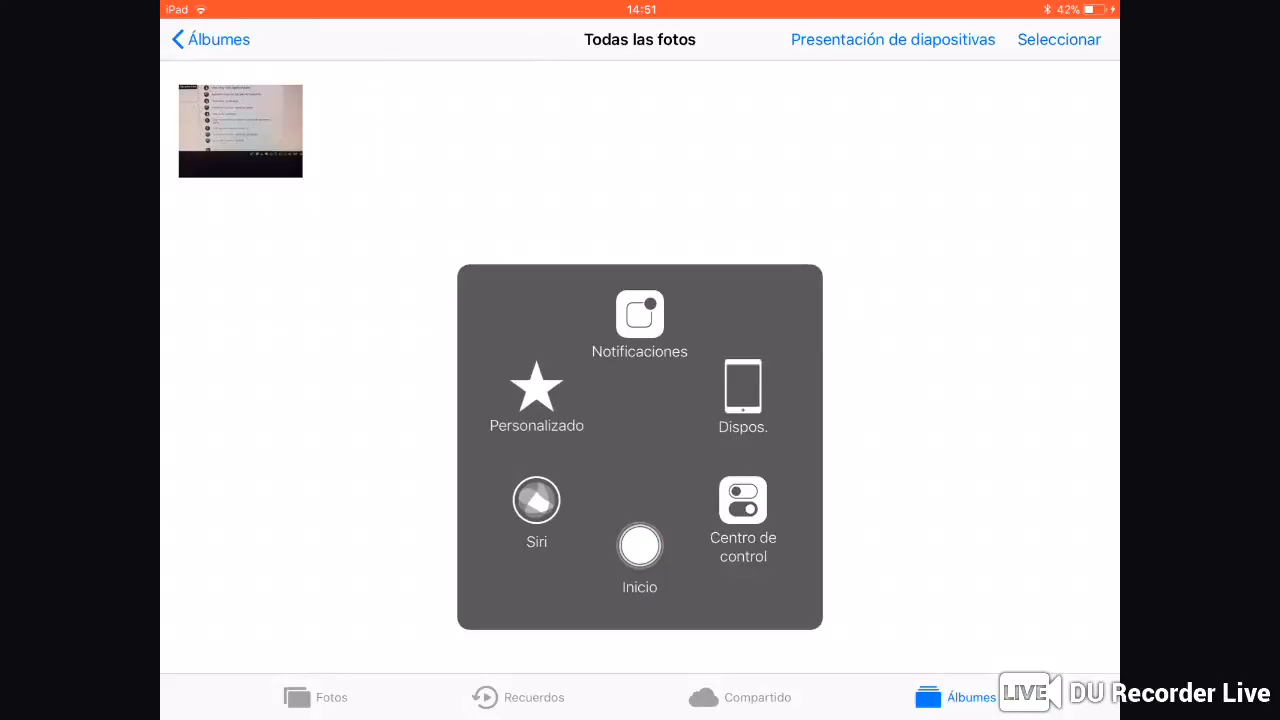 iPad 14:51 42%
Álbumes Todas las fotos Presentación de diapositivas Seleccionar
Notificaciones
Personalizado Dispos.
Siri Centro de
control
Inicio
Fotos Recuerdos Compartido Álbumes LIVE DU Recorder Live